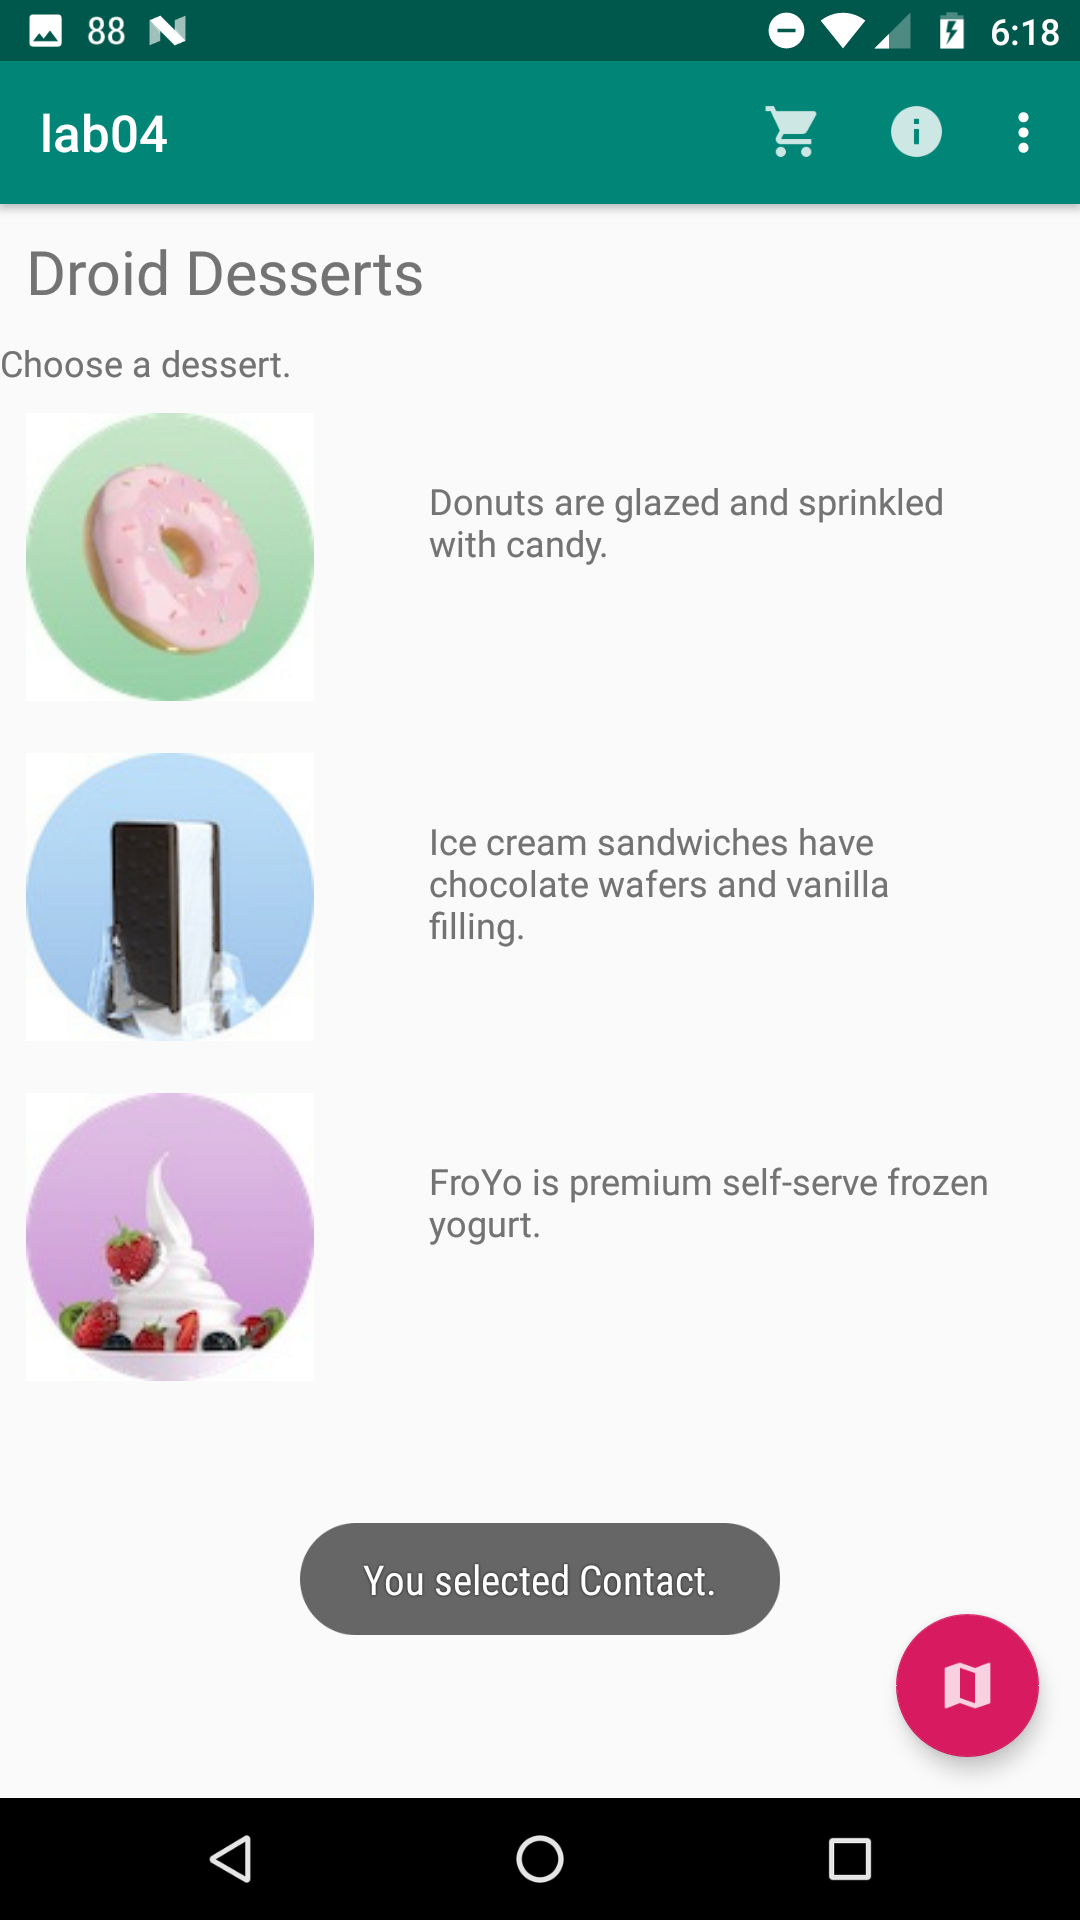 88
6:18
lab04
Droid Desserts
Choose a dessert.
Donuts are glazed and sprinkled
with candy.
Ice cream sandwiches have
chocolate wafers and vanilla
filling.
FroYo is premium self-serve frozen
yogurt.
You selected Contact.